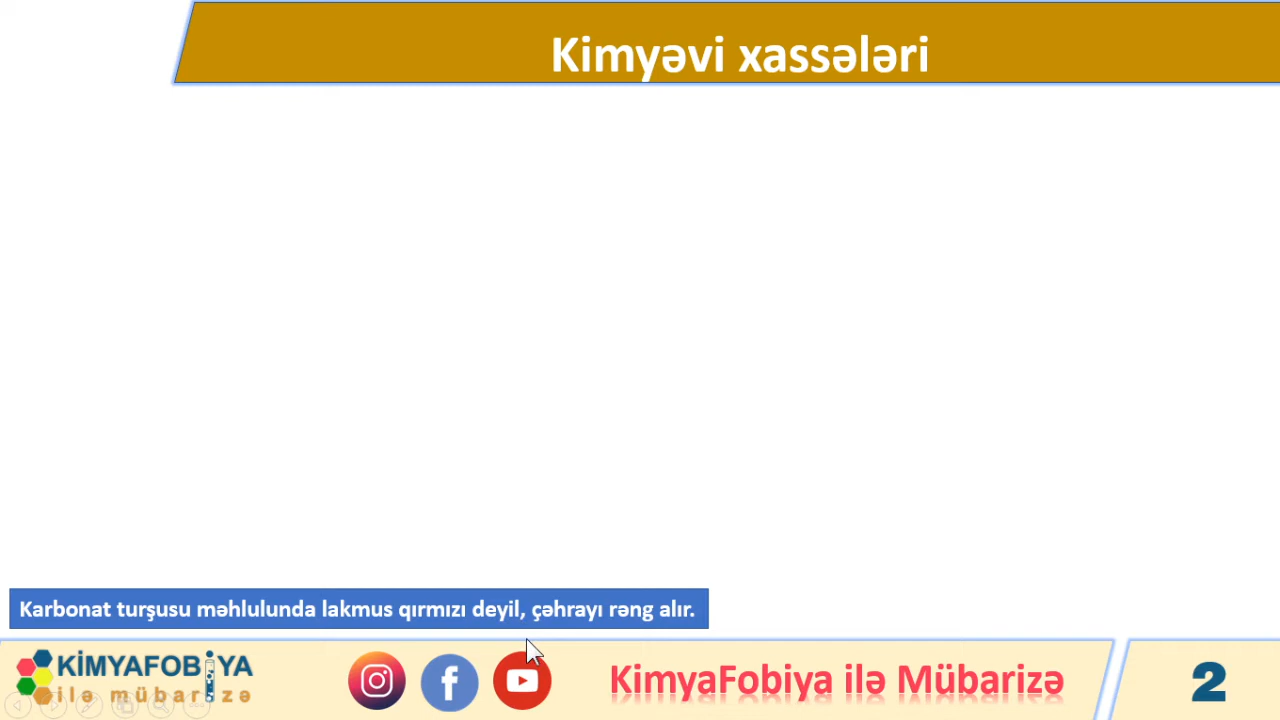 Kimyəvi xassələri
Karbonat turşusu məhlulunda lakmus qırmızı deyil, çəhrayı rəng alır.
KİMYAFOBİYA
ilə mübarizə
KimyaFobiya ilə Mübarizə
2